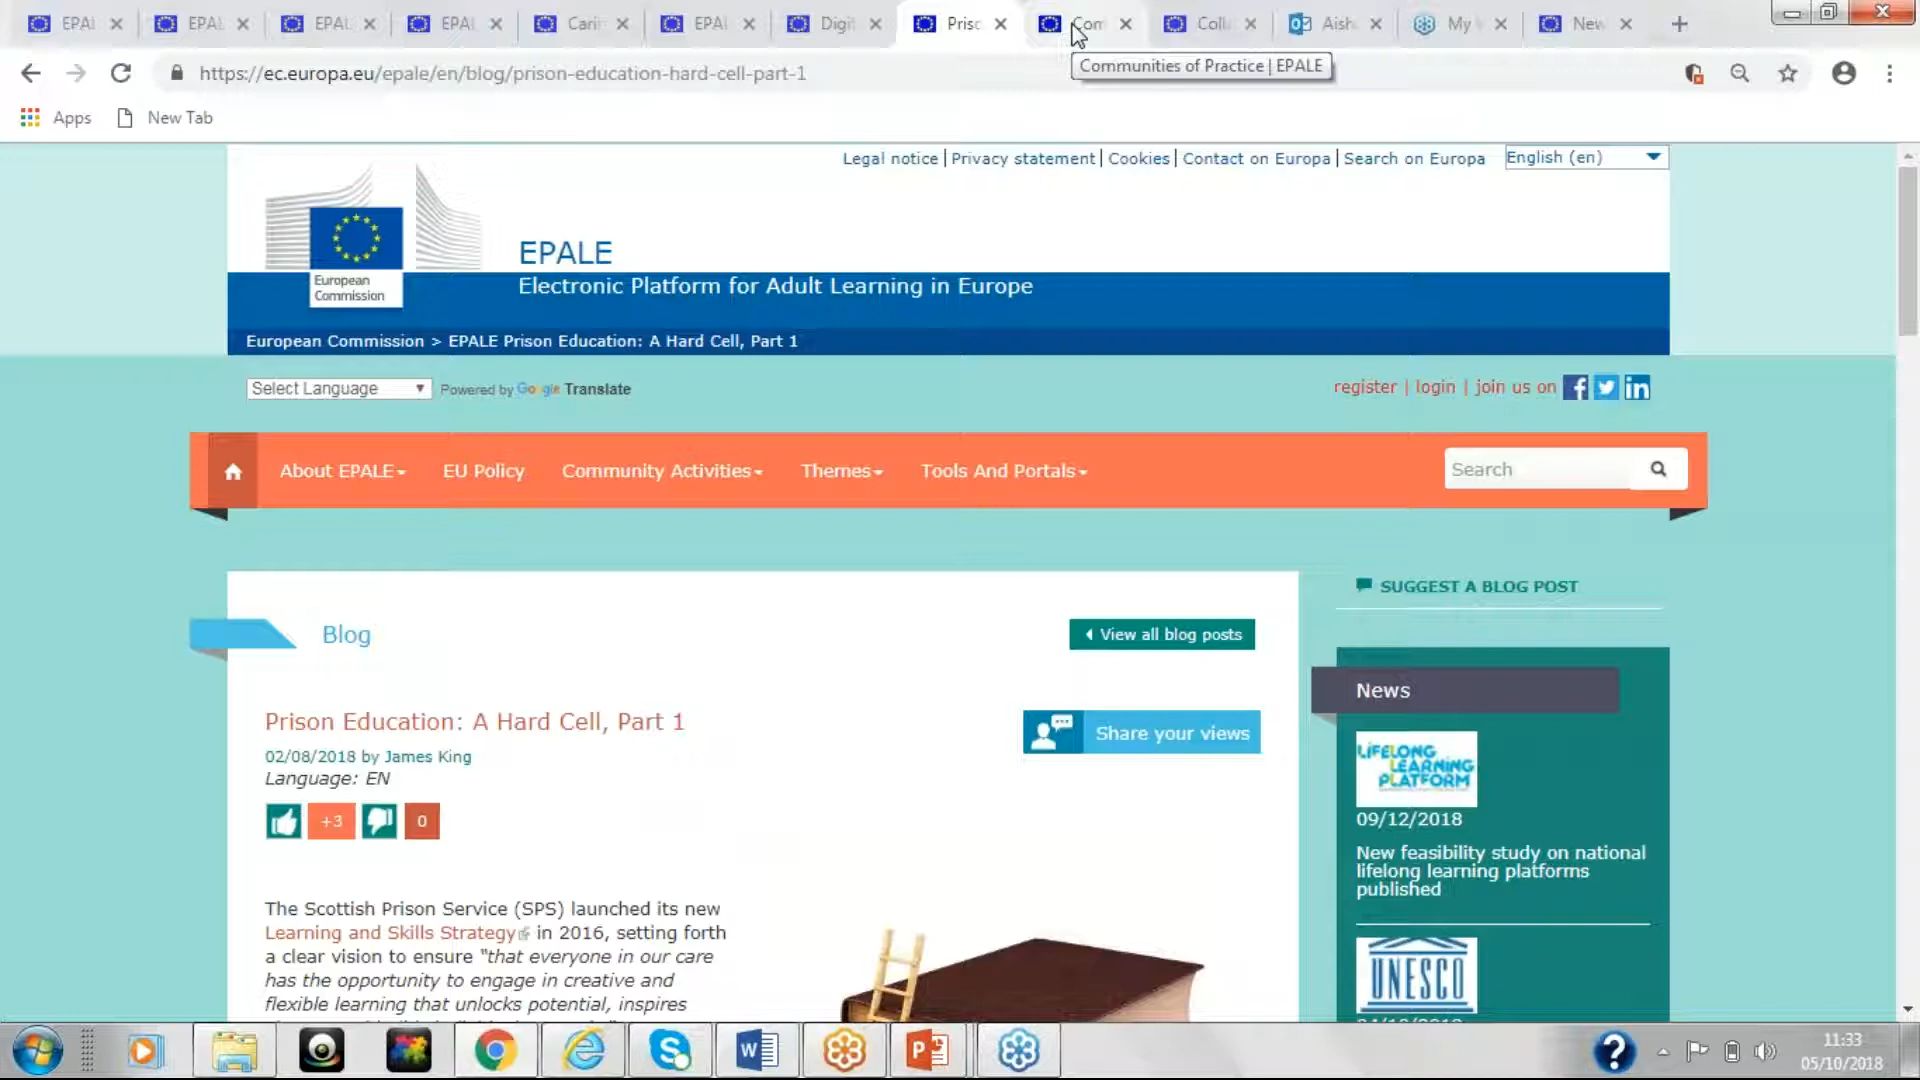 EPAL EPAL EPAL EPAL Carin EPAL Digit Priso Com Coll Aish My New
https://ec.europa.eu/epale/en/blog/prison-education-hard-cell-part-1
Communities of Practice | EPALE
Apps New Tab
Legal notice | Privacy statement | Cookies | Contact on Europa | Search on Europa English (en)
European
Commission
EPALE
Electronic Platform for Adult Learning in Europe
European Commission > EPALE Prison Education: A Hard Cell, Part 1
Select Language Powered by Google Translate
register | login | join us on
About EPALE EU Policy Community Activities Themes Tools And Portals Search
Blog
View all blog posts
Prison Education: A Hard Cell, Part 1
02/08/2018 by James King
Language: EN
+3 0
Share your views
The Scottish Prison Service (SPS) launched its new
Learning and Skills Strategy in 2016, setting forth
a clear vision to ensure “that everyone in our care
has the opportunity to engage in creative and
flexible learning that unlocks potential, inspires
SUGGEST A BLOG POST
News
LIFELONG
LEARNING
PLATFORM
09/12/2018
New feasibility study on national
lifelong learning platforms
published
UNESCO
11:33
05/10/2018